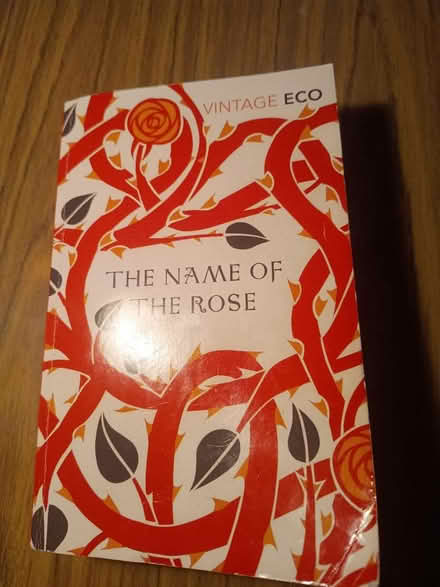 VINTAGE ECO
THE NAME OF
THE ROSE